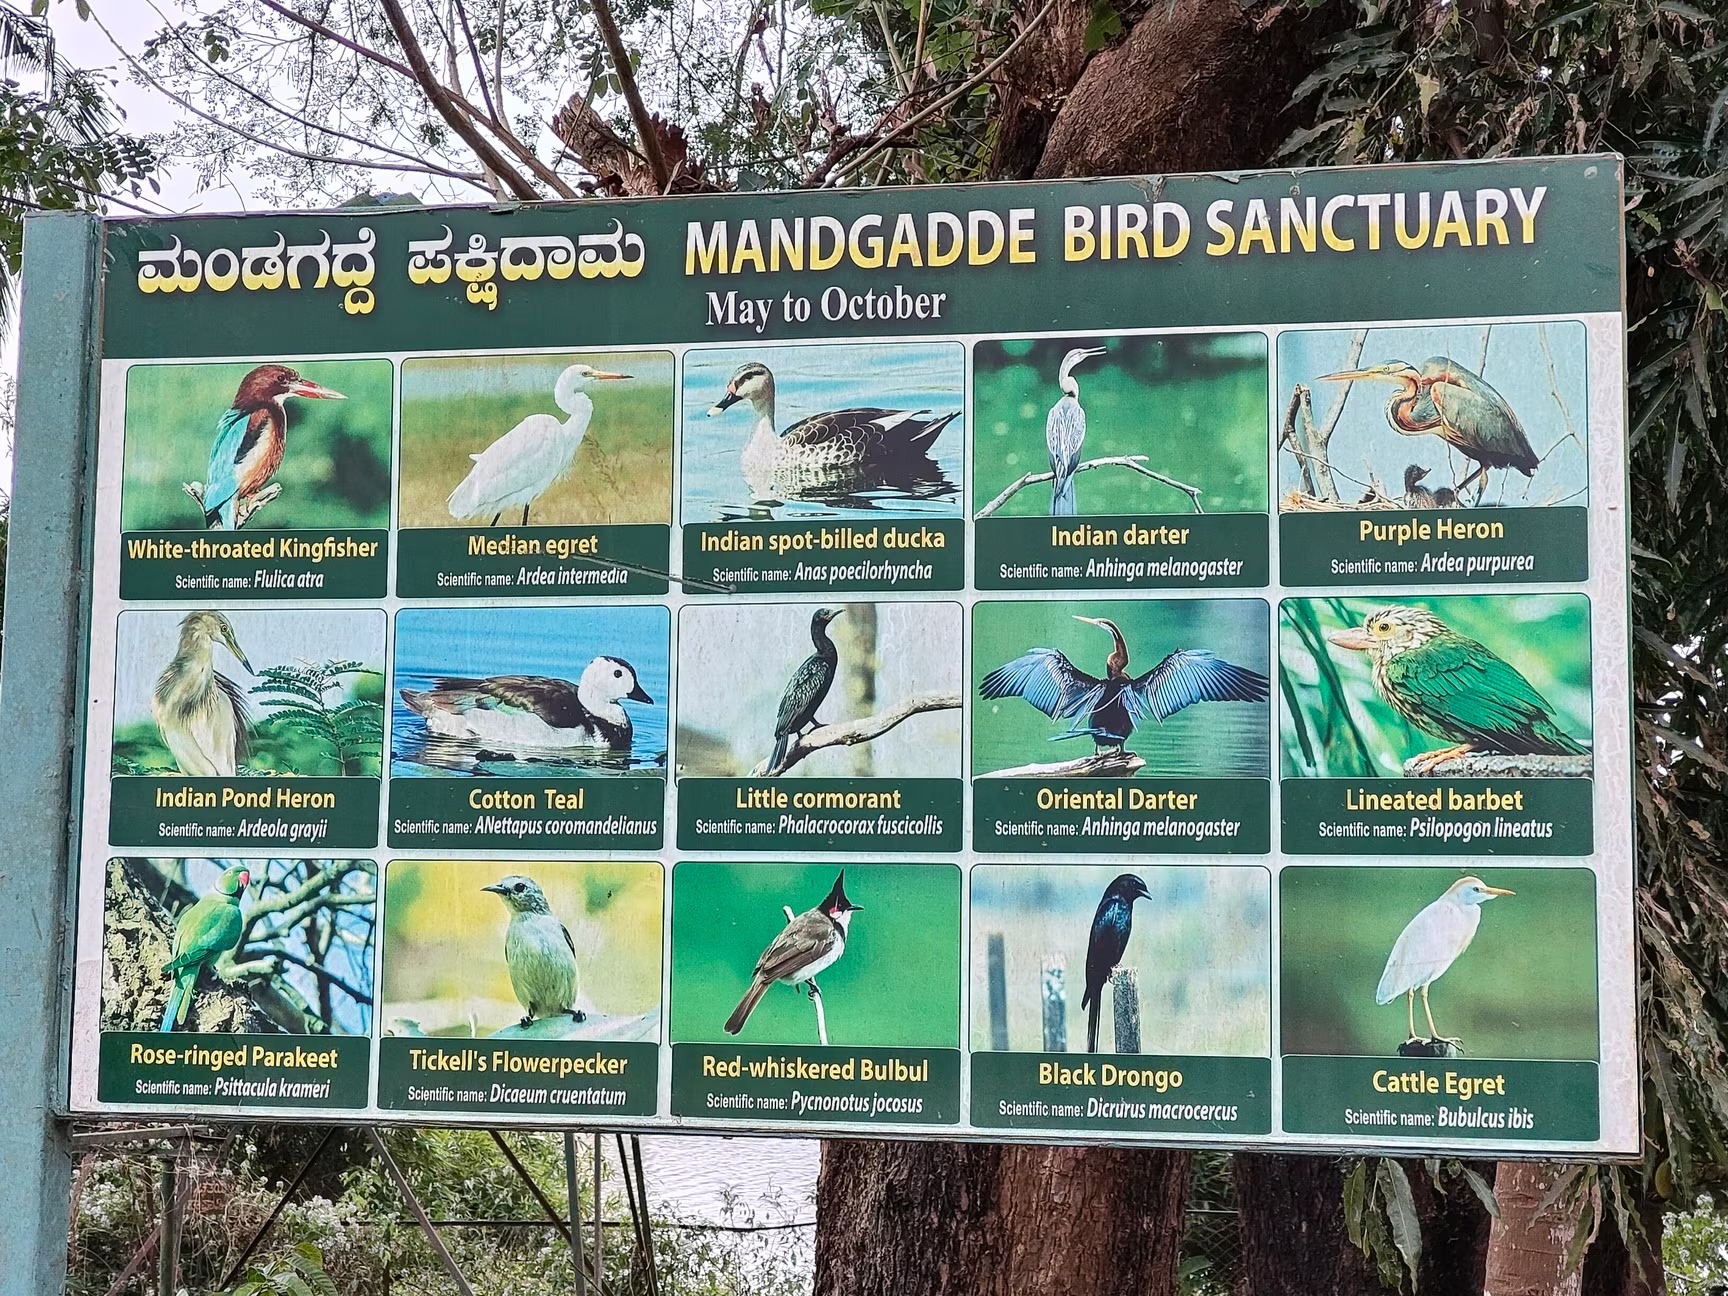 ಮಂಡಗದ್ದೆ ಪಕ್ಷಿದಾಮ MANDGADDE BIRD SANCTUARY
May to October
White-throated Kingfisher
Scientific name: Flulica atra
Median egret
Scientific name: Ardea intermedia
Indian spot-billed ducka
Scientific name: Anas poecilorhyncha
Indian darter
Scientific name: Anhinga melanogaster
Purple Heron
Scientific name: Ardea purpurea
Indian Pond Heron
Scientific name: Ardeola grayii
Cotton Teal
Scientific name: ANettapus coromandelianus
Little cormorant
Scientific name: Phalacrocorax fuscicollis
Oriental Darter
Scientific name: Anhinga melanogaster
Lineated barbet
Scientific name: Psilopogon lineatus
Rose-ringed Parakeet
Scientific name: Psittacula krameri
Tickell's Flowerpecker
Scientific name: Dicaeum cruentatum
Red-whiskered Bulbul
Scientific name: Pycnonotus jocosus
Black Drongo
Scientific name: Dicrurus macrocercus
Cattle Egret
Scientific name: Bubulcus ibis